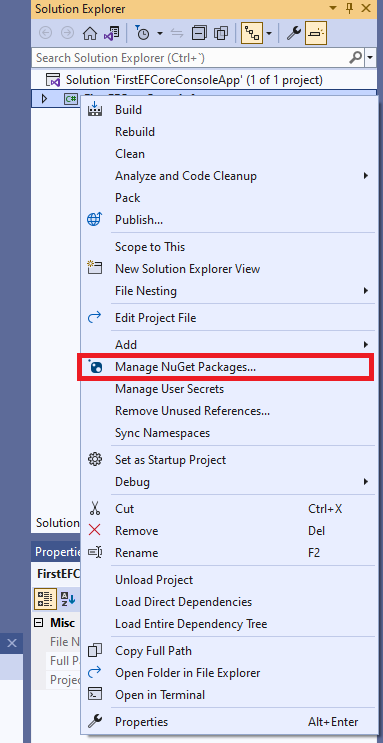 Solution Explorer
Search Solution Explorer (Ctrl+`)
Solution 'FirstEFCoreConsoleApp' (1 of 1 project)
C#
Build
Rebuild
Clean
Analyze and Code Cleanup
Pack
Publish...
Scope to This
New Solution Explorer View
File Nesting
Edit Project File
Add
Manage NuGet Packages...
Manage User Secrets
Remove Unused References...
Sync Namespaces
Set as Startup Project
Debug
Cut Ctrl+X
Remove Del
Rename F2
Unload Project
Load Direct Dependencies
Load Entire Dependency Tree
Copy Full Path
Open Folder in File Explorer
Open in Terminal
Properties Alt+Enter
Solution
Propertie
FirstEFC
Misc
File N
Full P
Projec